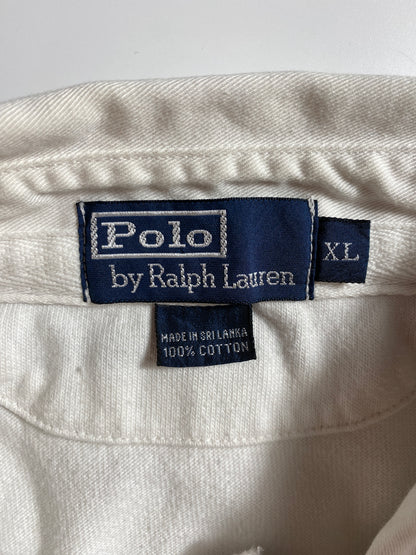 Polo
by Ralph Lauren
XL
MADE IN SRI LANKA
100% COTTON